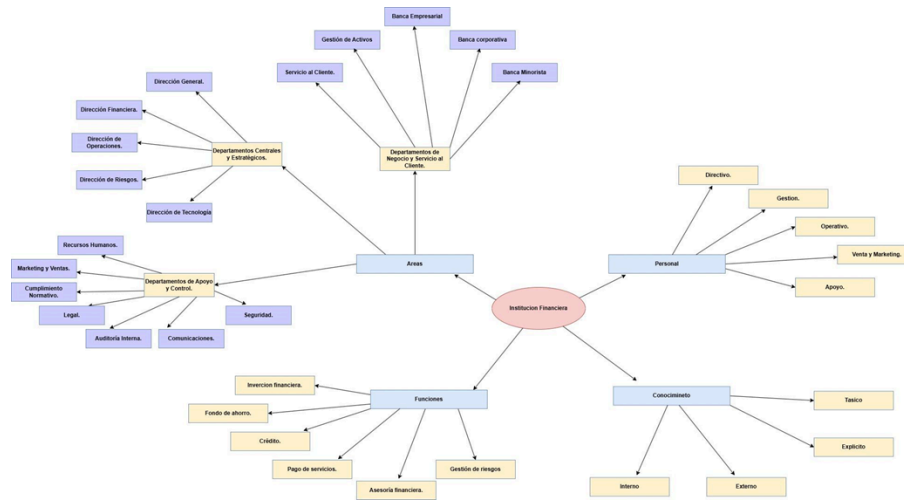 Banca Empresarial
Gestión de Activos
Banca corporativa
Servicio al Cliente.
Banca Minorista
Dirección General.
Dirección Financiera.
Dirección de
Operaciones.
Departamentos Centrales
y Estratégicos.
Departamentos de
Negocio y Servicio al
Cliente.
Dirección de Riesgos.
Dirección de Tecnología
Directivo.
Gestion.
Operativo.
Venta y Marketing.
Apoyo.
Personal
Areas
Recursos Humanos.
Marketing y Ventas.
Cumplimiento
Normativo.
Departamentos de Apoyo
y Control.
Legal.
Seguridad.
Auditoría Interna.
Comunicaciones.
Institucion Financiera
Invercion financiera.
Funciones
Fondo de ahorro.
Crèdito.
Pago de servicios.
Gestión de riesgos
Asesoría financiera.
Conocimineto
Tasico
Explicito
Interno
Externo